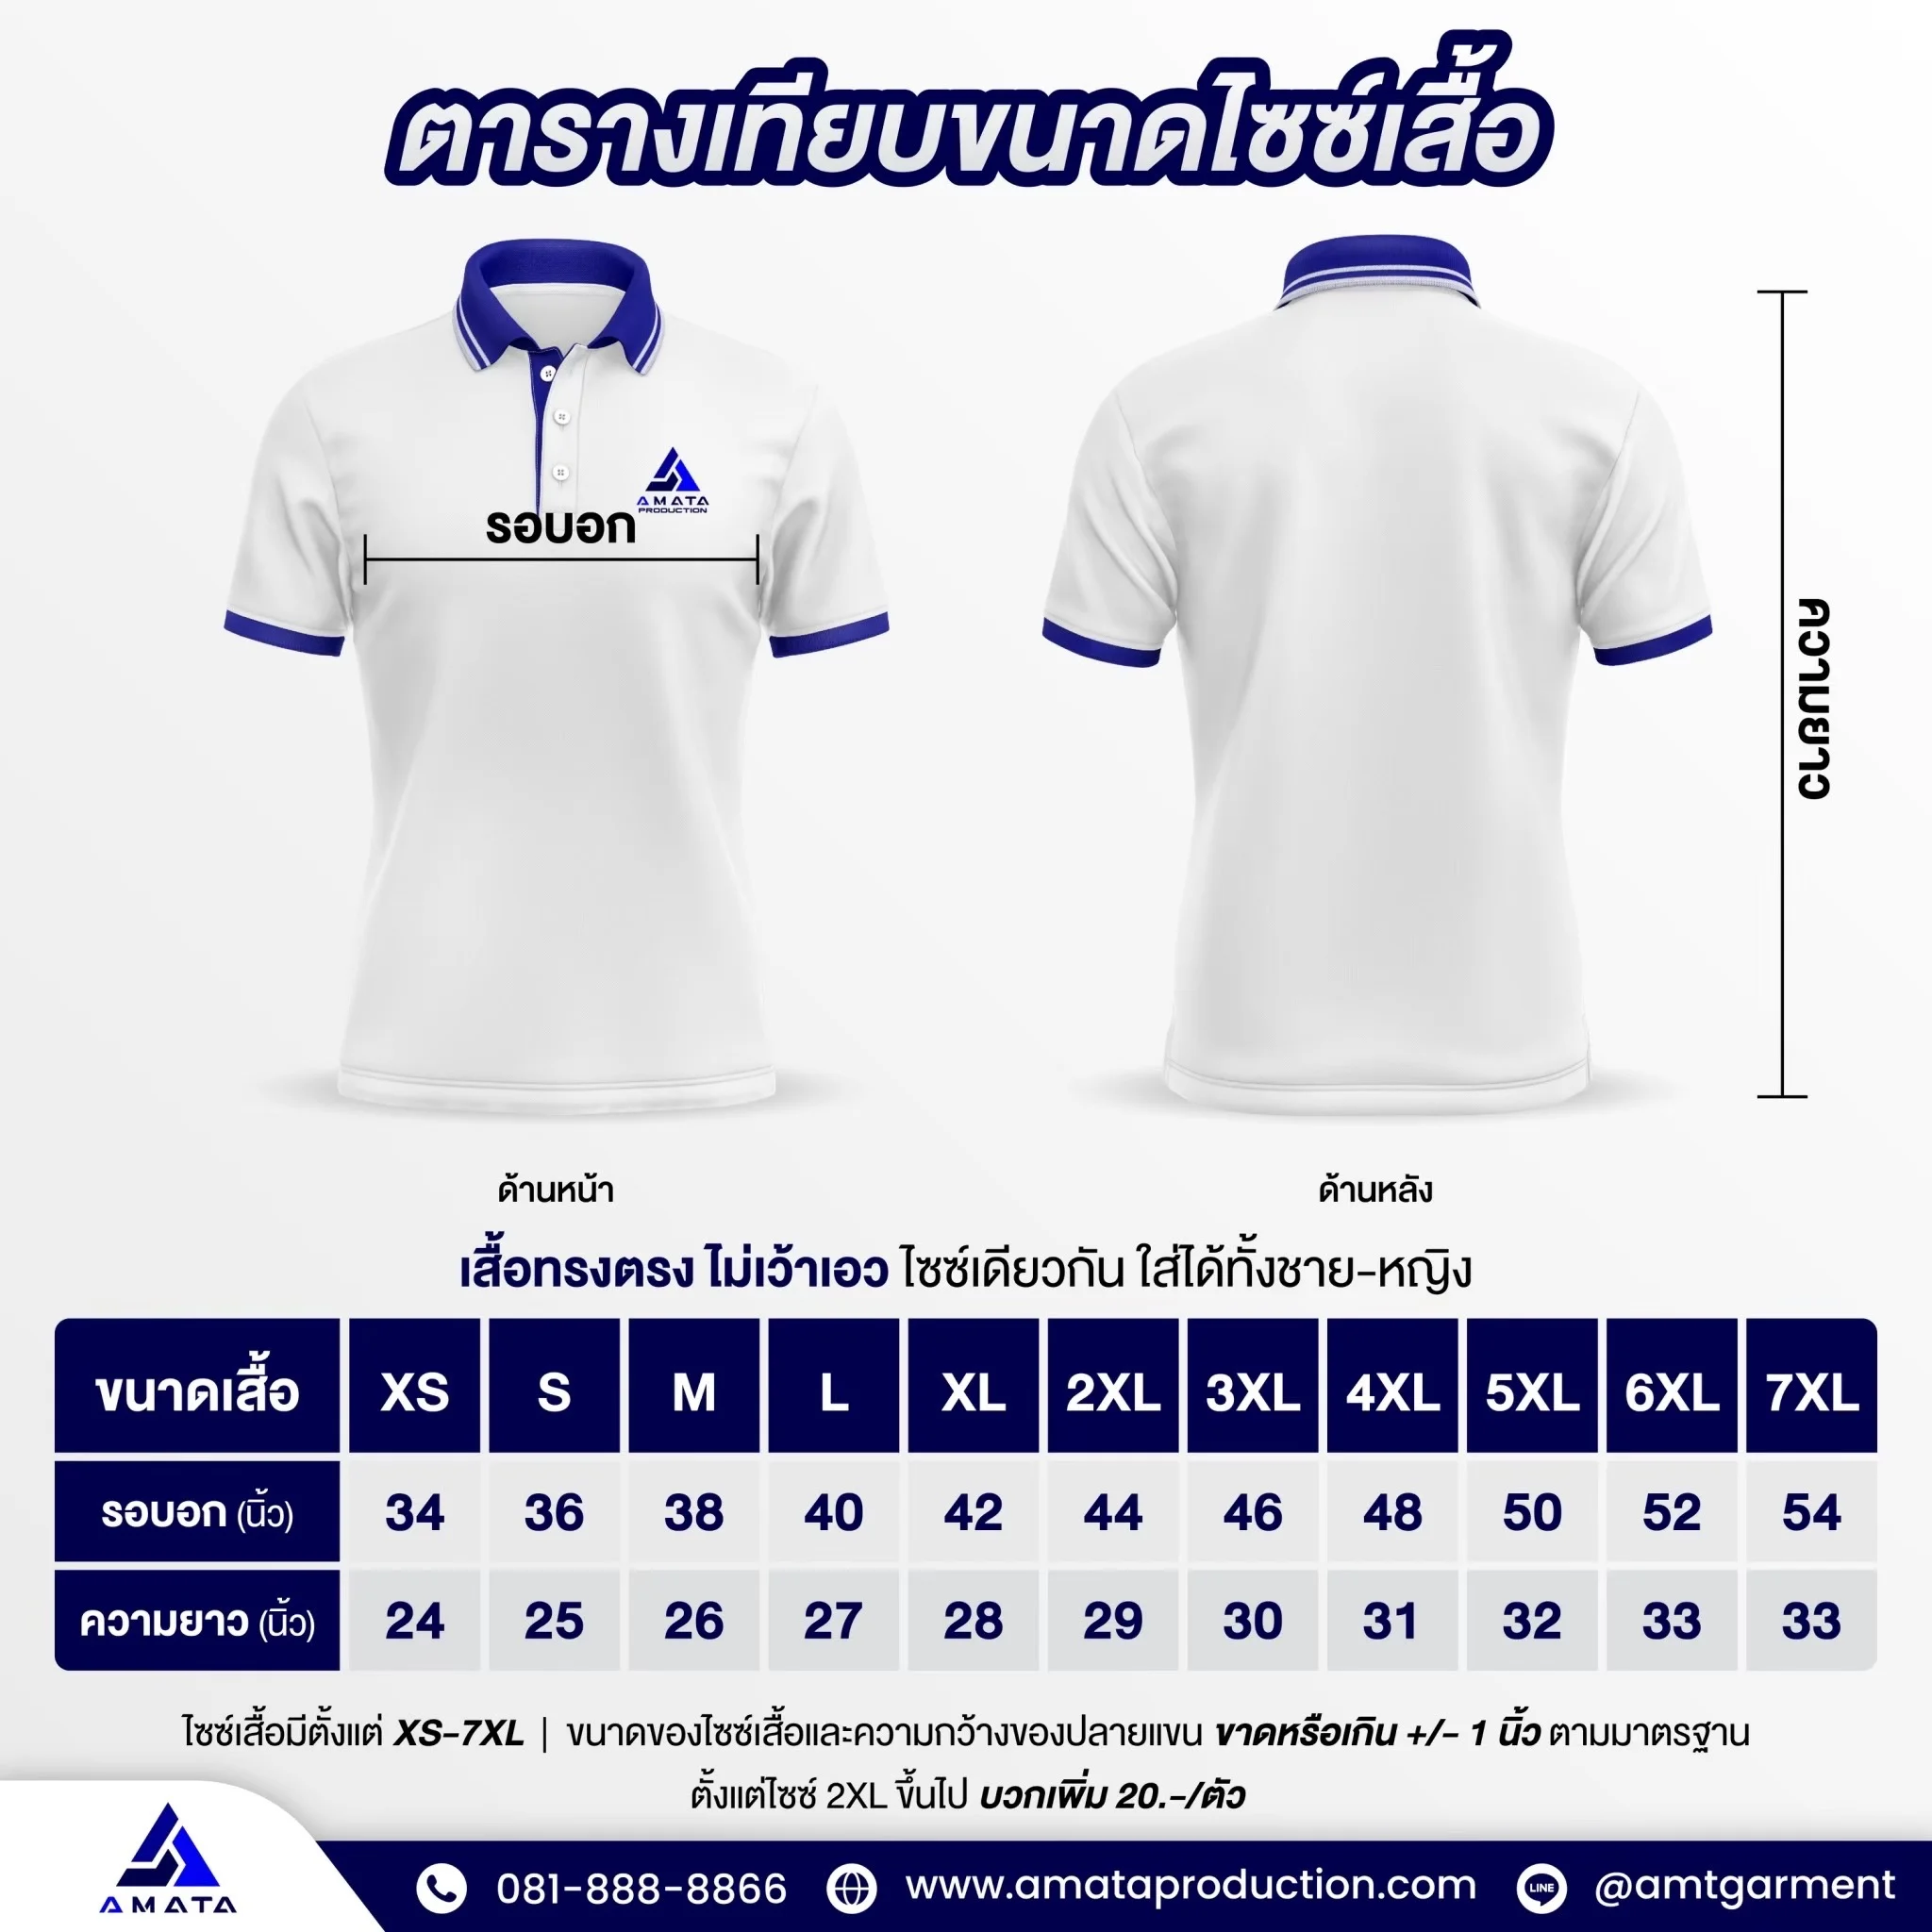 ตารางเทียบขนาดไซซ์เสื้อ
AMATA
PRODUCTION
รอบอก
ความยาว
ด้านหน้า
ด้านหลัง
เสื้อทรงตรง ไม่เว้าเอว ไซซ์เดียวกัน ใส่ได้ทั้งชาย-หญิง
ขนาดเสื้อ XS S M L XL 2XL 3XL 4XL 5XL 6XL 7XL
รอบอก (นิ้ว) 34 36 38 40 42 44 46 48 50 52 54
ความยาว (นิ้ว) 24 25 26 27 28 29 30 31 32 33 33
ไซซ์เสื้อมีตั้งแต่ XS-7XL | ขนาดของไซซ์เสื้อและความกว้างของปลายแขน ขาดหรือเกิน +/- 1 นิ้ว ตามมาตรฐาน
ตั้งแต่ไซซ์ 2XL ขึ้นไป บวกเพิ่ม 20.-/ตัว
AMATA
081-888-8866
www.amataproduction.com
LINE
@amtgarment